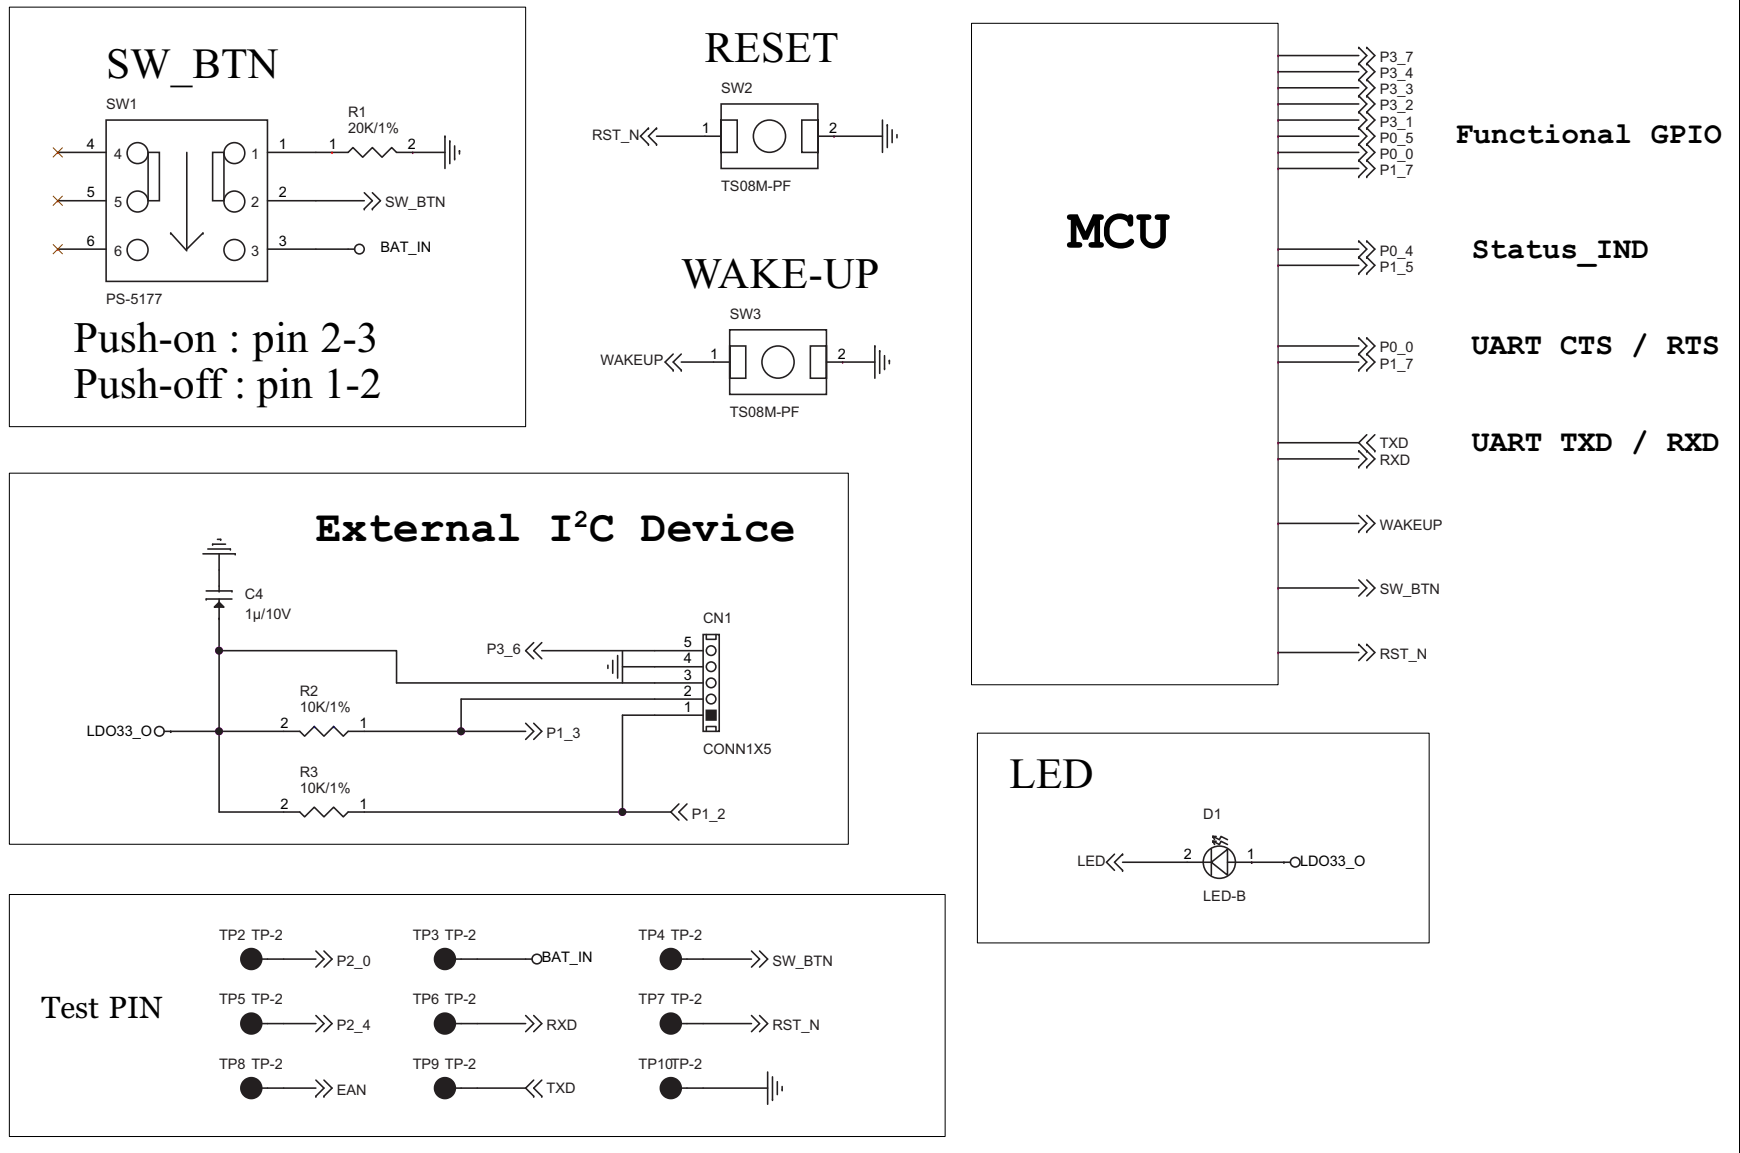 SW_BTN
SW1
R1
20K/1%
4 4 1 1 1 2
5 5 2 2 SW_BTN
6 6 3 3 BAT_IN
PS-5177
Push-on : pin 2-3
Push-off : pin 1-2
RESET
SW2
RST_N 1 2
TS08M-PF
WAKE-UP
SW3
WAKEUP 1 2
TS08M-PF
MCU
P3_7
P3_4
P3_3
P3_2
P3_1
P0_5
P0_0
P1_7
Functional GPIO
P0_4
P1_5
Status_IND
P0_0
P1_7
UART CTS / RTS
TXD
RXD
UART TXD / RXD
WAKEUP
SW_BTN
RST_N
External I²C Device
C4
1µ/10V
CN1
P3_6 5
4
3
2
1
CONN1X5
R2
10K/1%
LDO33_O 2 1 P1_3
R3
10K/1%
2 1 P1_2
LED
D1
LED 2 1 LDO33_O
LED-B
Test PIN
TP2 TP-2 P2_0
TP3 TP-2 BAT_IN
TP4 TP-2 SW_BTN
TP5 TP-2 P2_4
TP6 TP-2 RXD
TP7 TP-2 RST_N
TP8 TP-2 EAN
TP9 TP-2 TXD
TP10TP-2